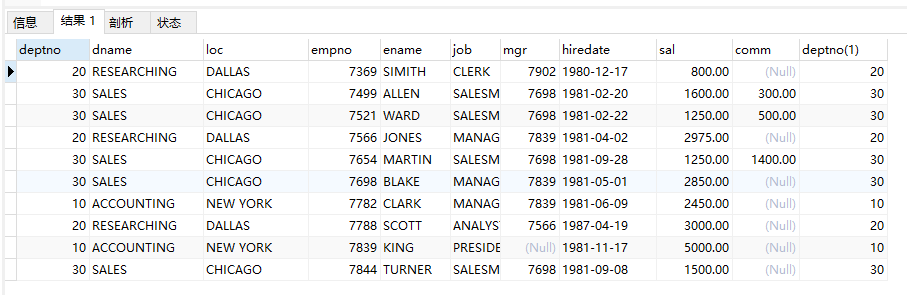 信息 结果 1 剖析 状态
deptno dname loc empno ename job mgr hiredate sal comm deptno(1)
20 RESEARCHING DALLAS 7369 SIMITH CLERK 7902 1980-12-17 800.00 (Null) 20
30 SALES CHICAGO 7499 ALLEN SALESM 7698 1981-02-20 1600.00 300.00 30
30 SALES CHICAGO 7521 WARD SALESM 7698 1981-02-22 1250.00 500.00 30
20 RESEARCHING DALLAS 7566 JONES MANAG 7839 1981-04-02 2975.00 (Null) 20
30 SALES CHICAGO 7654 MARTIN SALESM 7698 1981-09-28 1250.00 1400.00 30
30 SALES CHICAGO 7698 BLAKE MANAG 7839 1981-05-01 2850.00 (Null) 30
10 ACCOUNTING NEW YORK 7782 CLARK MANAG 7839 1981-06-09 2450.00 (Null) 10
20 RESEARCHING DALLAS 7788 SCOTT ANALYS 7566 1987-04-19 3000.00 (Null) 20
10 ACCOUNTING NEW YORK 7839 KING PRESIDE (Null) 1981-11-17 5000.00 (Null) 10
30 SALES CHICAGO 7844 TURNER SALESM 7698 1981-09-08 1500.00 (Null) 30